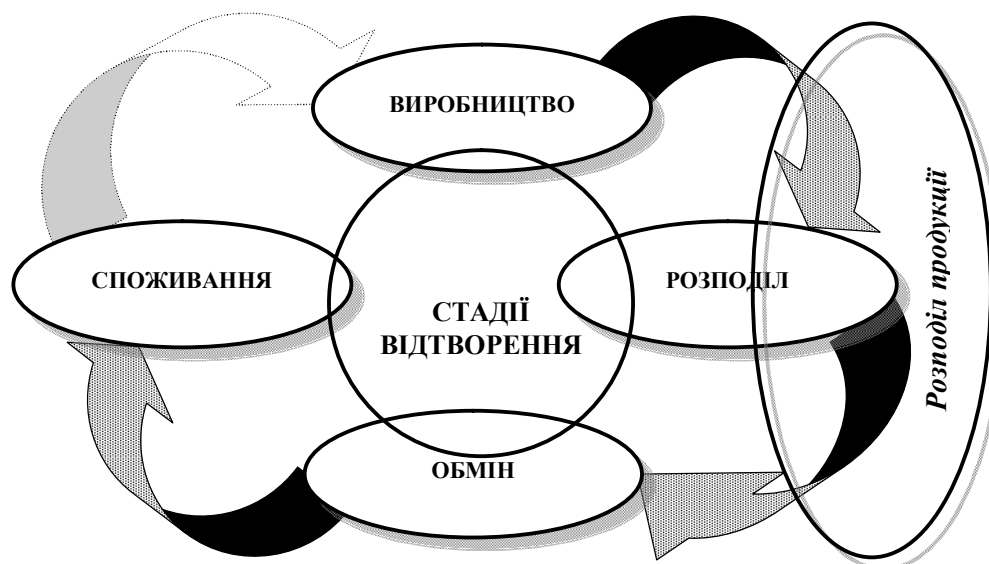 ВИРОБНИЦТВО
СПОЖИВАННЯ
РОЗПОДІЛ
СТАДІЇ
ВІДТВОРЕННЯ
ОБМІН
Розподіл продукції